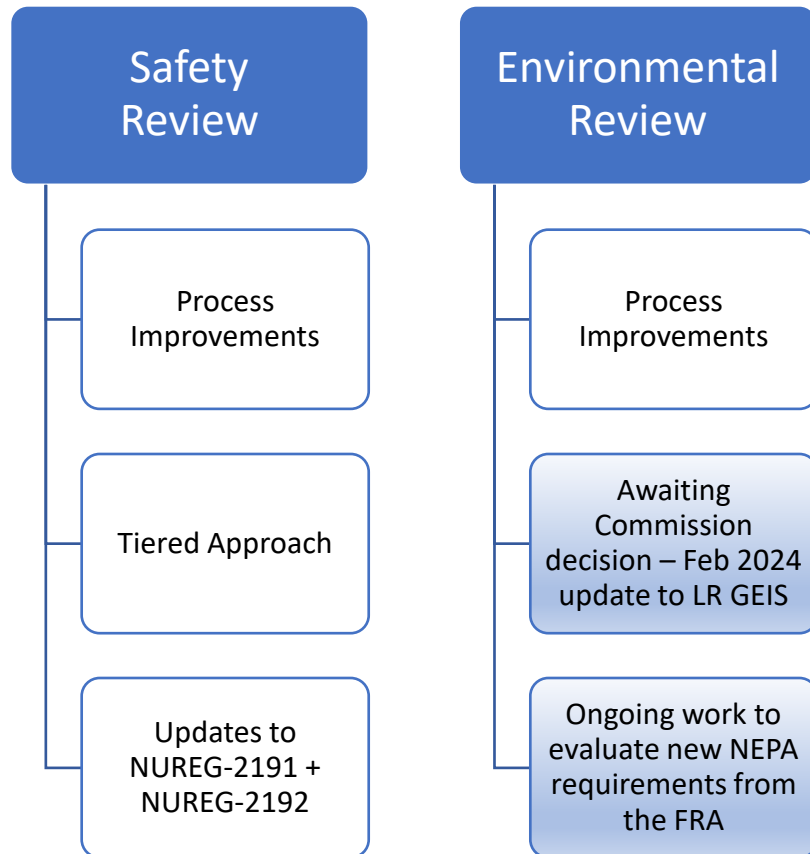 Safety
Review
Process
Improvements
Tiered Approach
Updates to
NUREG-2191 +
NUREG-2192
Environmental
Review
Process
Improvements
Awaiting
Commission
decision – Feb 2024
update to LR GEIS
Ongoing work to
evaluate new NEPA
requirements from
the FRA